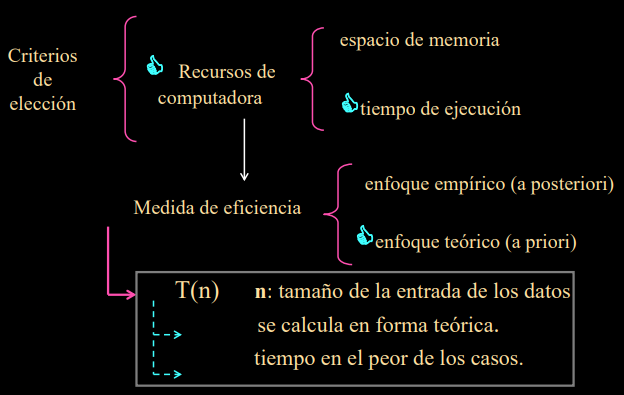 Criterios
de
elección
Recursos de
computadora
espacio de memoria
tiempo de ejecución
Medida de eficiencia
enfoque empírico (a posteriori)
enfoque teórico (a priori)
T(n) n: tamaño de la entrada de los datos
se calcula en forma teórica.
tiempo en el peor de los casos.